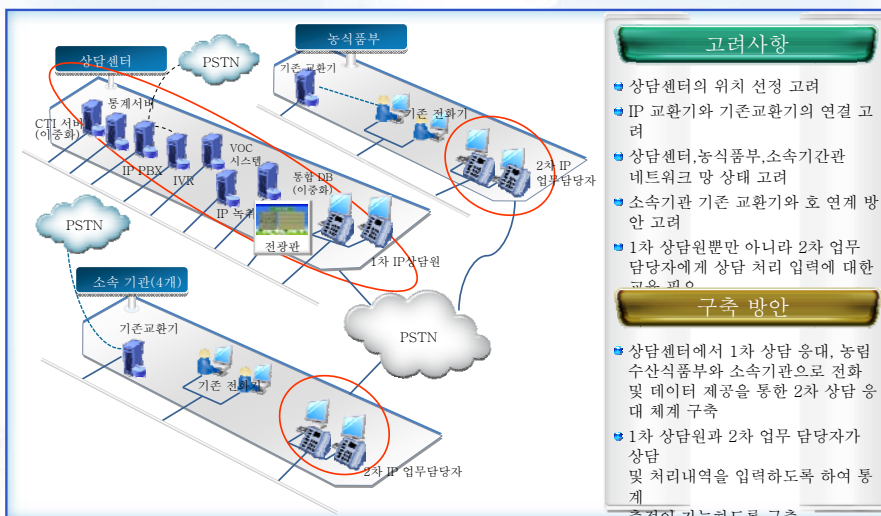 상담센터
PSTN
농식품부
기존 교환기
기존 전화기
통계서버
CTI 서버
(이중화)
IP PBX
IVR
VOC
시스템
통합 DB
(이중화)
IP 녹취
전광판
1차 IP상담원
2차 IP
업무담당자
PSTN
소속 기관(4개)
기존교환기
기존 전화기
2차 IP 업무담당자
PSTN
고려사항
상담센터의 위치 선정 고려
IP 교환기와 기존교환기의 연결 고
려
상담센터,농식품부,소속기간관
네트워크 망 상태 고려
소속기관 기존 교환기와 호 연계 방
안 고려
1차 상담원뿐만 아니라 2차 업무
담당자에게 상담 처리 입력에 대한
교육 필요
구축 방안
상담센터에서 1차 상담 응대, 농림
수산식품부와 소속기관으로 전화
및 데이터 제공을 통한 2차 상담 응
대 체계 구축
1차 상담원과 2차 업무 담당자가
상담
및 처리내역을 입력하도록 하여 통
계